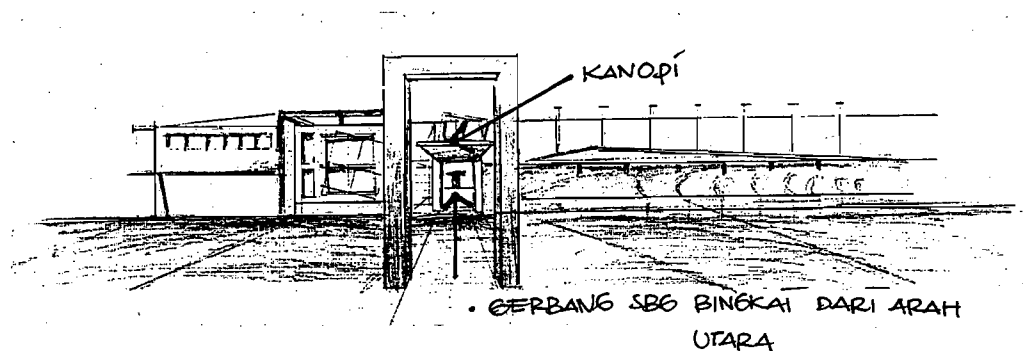 KANOPI
• GERBANG SBG BINGKAI DARI ARAH
UTARA